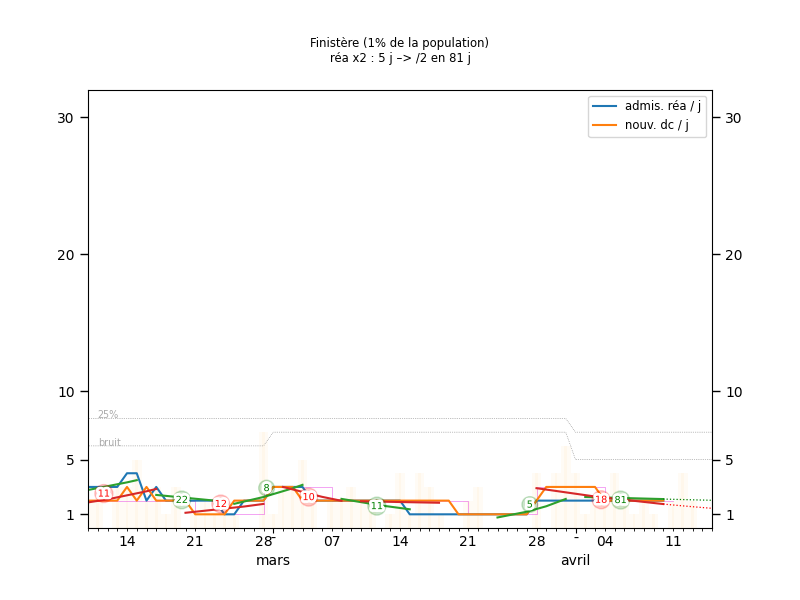 Finistère (1% de la population)
réa x2 : 5 j –> /2 en 81 j
admis. réa / j
nouv. dc / j
30 30
20 20
10 10
25%
bruit
5 5
11 22 12 8 10 11 5 18 81
1 1
14 21 28 07 14 21 28 04 11
mars avril